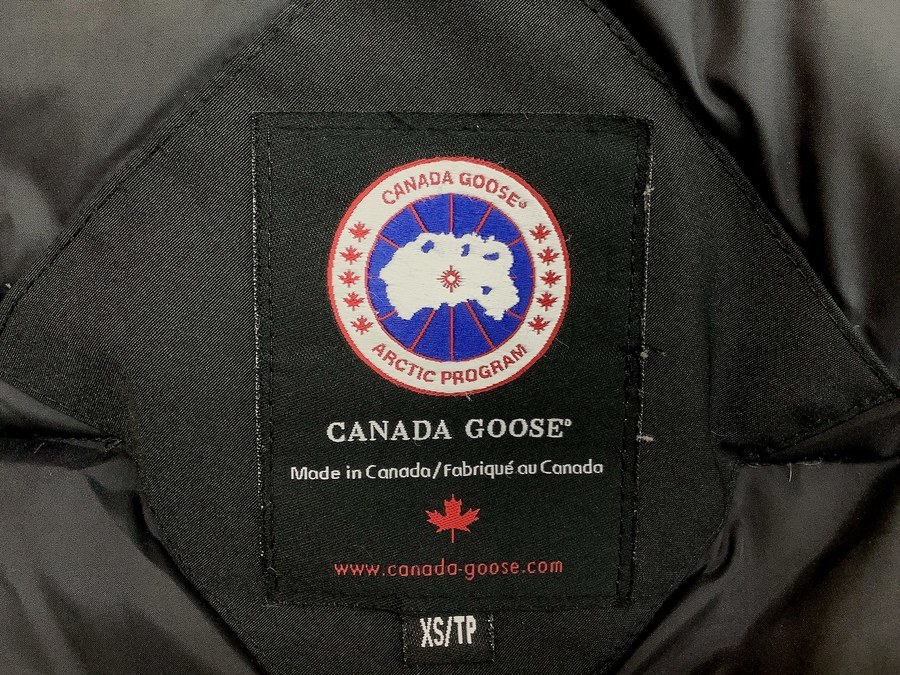 CANADA GOOSE®
ARCTIC PROGRAM
CANADA GOOSE®
Made in Canada/Fabriqué au Canada
www.canada-goose.com
XS/TP